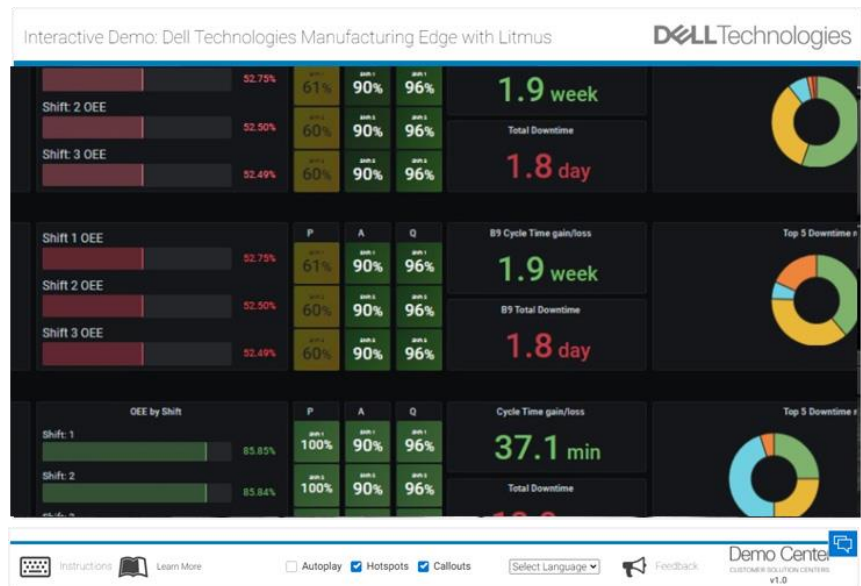 Interactive Demo: Dell Technologies Manufacturing Edge with Litmus
DELLTechnologies
52.75%
61% 90% 96%
1.9 week
Shift: 2 OEE
52.50%
60% 90% 96%
Total Downtime
1.8 day
Shift: 3 OEE
52.49%
60% 90% 96%
Shift 1 OEE
P A Q
B9 Cycle Time gain/loss
Top 5 Downtime
52.75%
61% 90% 96%
1.9 week
Shift 2 OEE
52.50%
60% 90% 96%
B9 Total Downtime
1.8 day
Shift 3 OEE
52.49%
60% 90% 96%
OEE by Shift
P A Q
Cycle Time gain/loss
Top 5 Downtime
Shift: 1
85.85%
100% 90% 96%
37.1 min
Shift: 2
85.84%
100% 90% 96%
Total Downtime
Instructions
Learn More
Autoplay
Hotspots
Callouts
Select Language
Feedback
Demo Cente
CUSTOMER SOLUTION CENTERS
v1.0